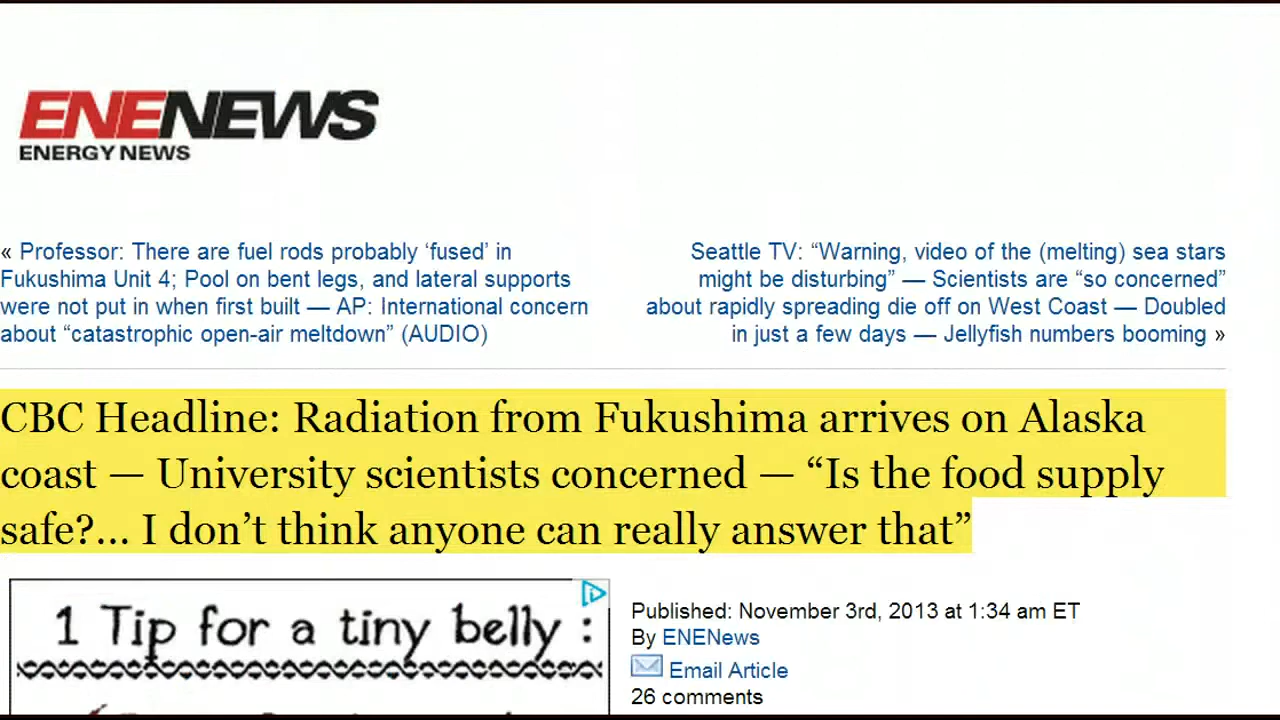 ENENEWS
ENERGY NEWS
« Professor: There are fuel rods probably ‘fused’ in
Fukushima Unit 4; Pool on bent legs, and lateral supports
were not put in when first built — AP: International concern
about “catastrophic open-air meltdown” (AUDIO)
Seattle TV: “Warning, video of the (melting) sea stars
might be disturbing” — Scientists are “so concerned”
about rapidly spreading die off on West Coast — Doubled
in just a few days — Jellyfish numbers booming »
CBC Headline: Radiation from Fukushima arrives on Alaska
coast — University scientists concerned — “Is the food supply
safe?... I don’t think anyone can really answer that”
1 Tip for a tiny belly :
Published: November 3rd, 2013 at 1:34 am ET
By ENENews
Email Article
26 comments